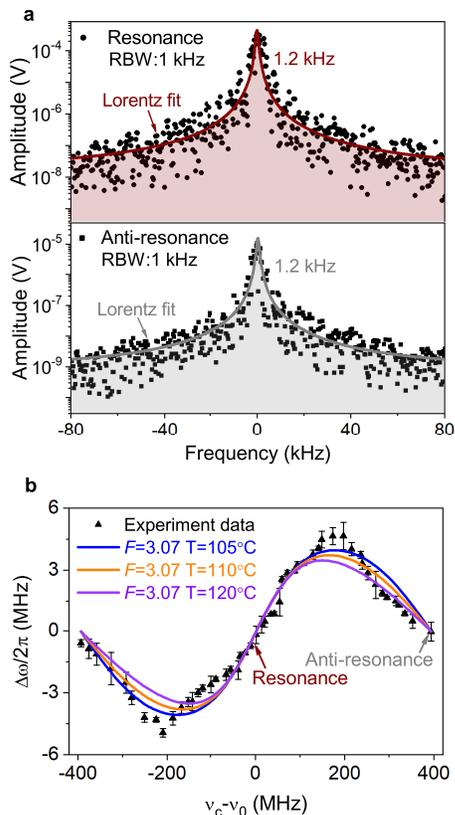 a
10⁻⁴
10⁻⁶
10⁻⁸
Amplitude (V)
Resonance
RBW:1 kHz
1.2 kHz
Lorentz fit
10⁻⁵
10⁻⁷
10⁻⁹
Amplitude (V)
Anti-resonance
RBW:1 kHz
1.2 kHz
Lorentz fit
-80 -40 0 40 80
Frequency (kHz)
b
6
3
0
-3
-6
Δω/2π (MHz)
Experiment data
F=3.07 T=105°C
F=3.07 T=110°C
F=3.07 T=120°C
Anti-resonance
Resonance
-400 -200 0 200 400
ν_c-ν_0 (MHz)